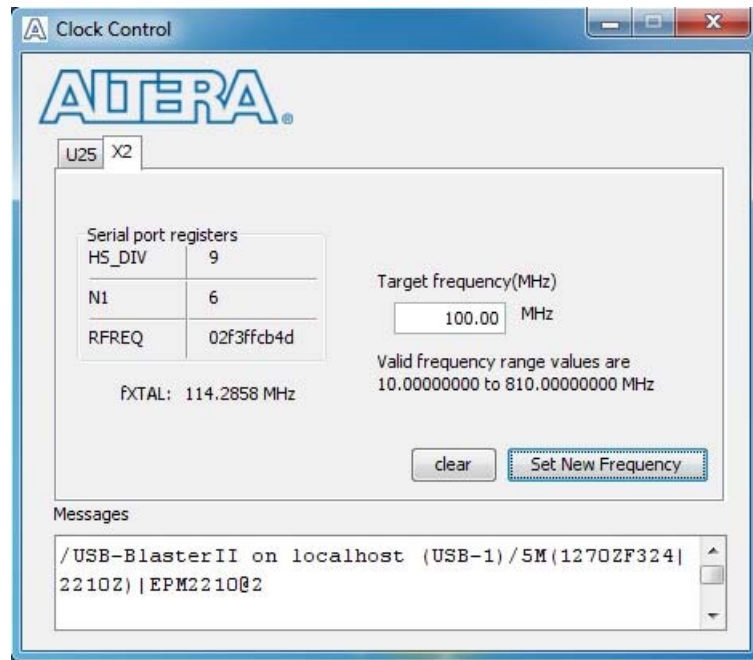 Clock Control
ALTERA®
U25 X2
Serial port registers
HS_DIV 9
N1 6
RFREQ 02f3ffcb4d
fXTAL: 114.2858 MHz
Target frequency(MHz)
100.00 MHz
Valid frequency range values are
10.00000000 to 810.00000000 MHz
clear Set New Frequency
Messages
/USB-BlasterII on localhost (USB-1)/5M(1270ZF324|
2210Z)|EPM2210@2